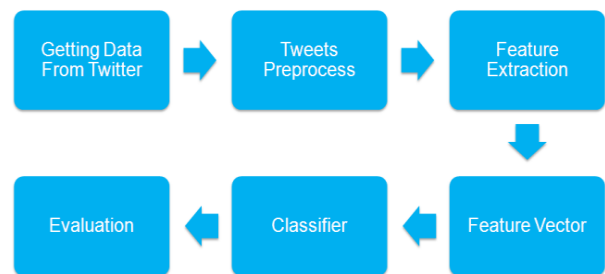 Getting Data
From Twitter
Tweets
Preprocess
Feature
Extraction
Feature Vector
Classifier
Evaluation